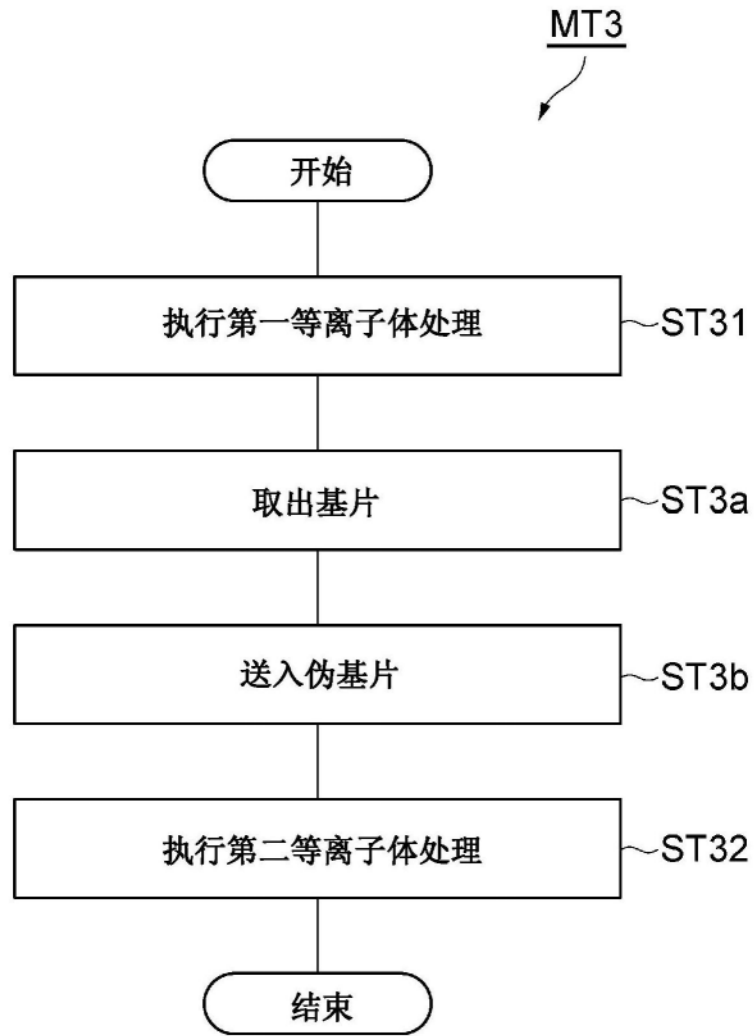 MT3
开始
执行第一等离子体处理
ST31
取出基片
ST3a
送入伪基片
ST3b
执行第二等离子体处理
ST32
结束